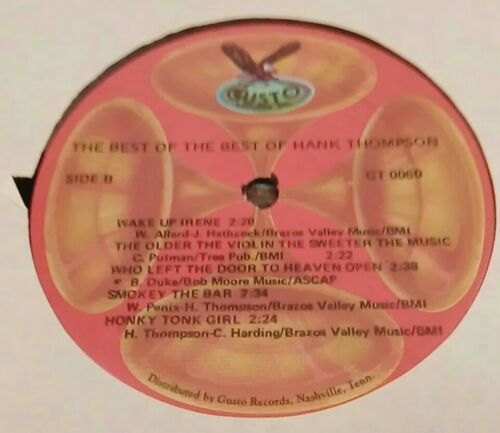 GUSTO
THE BEST OF THE BEST OF HANK THOMPSON
SIDE B GT 0060
WAKE UP IRENE 2:20
W. Allard-J. Hathcock/Brazos Valley Music/BMI
THE OLDER THE VIOLIN THE SWEETER THE MUSIC
C. Putman/Tree Pub./BMI 2:22
WHO LEFT THE DOOR TO HEAVEN OPEN 2:38
B. Duke/Bob Moore Music/ASCAP
SMOKEY THE BAR 2:34
W. Penix-H. Thompson/Brazos Valley Music/BMI
HONKY TONK GIRL 2:24
H. Thompson-C. Harding/Brazos Valley Music/BMI
Distributed by Gusto Records, Nashville, Tenn.